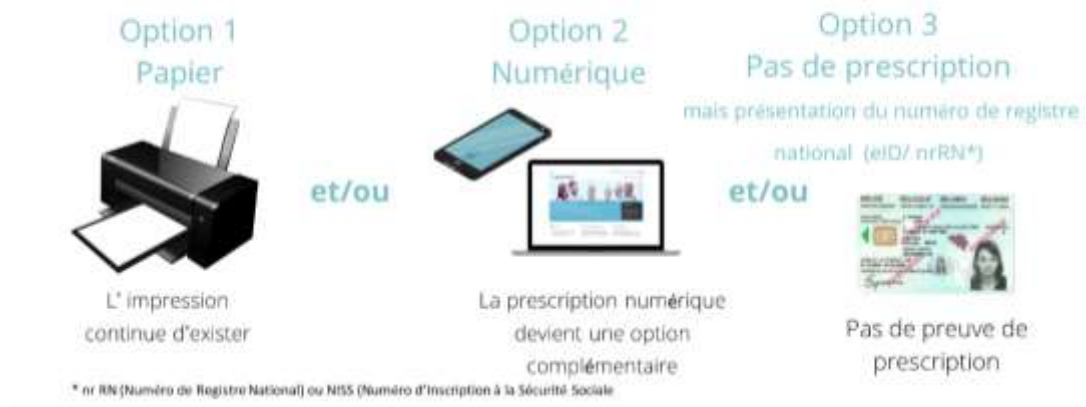 Option 1
Papier
et/ou
L' impression
continue d'exister
Option 2
Numérique
et/ou
La prescription numérique
devient une option
complémentaire
Option 3
Pas de prescription
mais présentation du numéro de registre
national (eID/ nrRN*)
Pas de preuve de
prescription
* nr RN (Numéro de Registre National) ou NISS (Numéro d'Inscription à la Sécurité Sociale